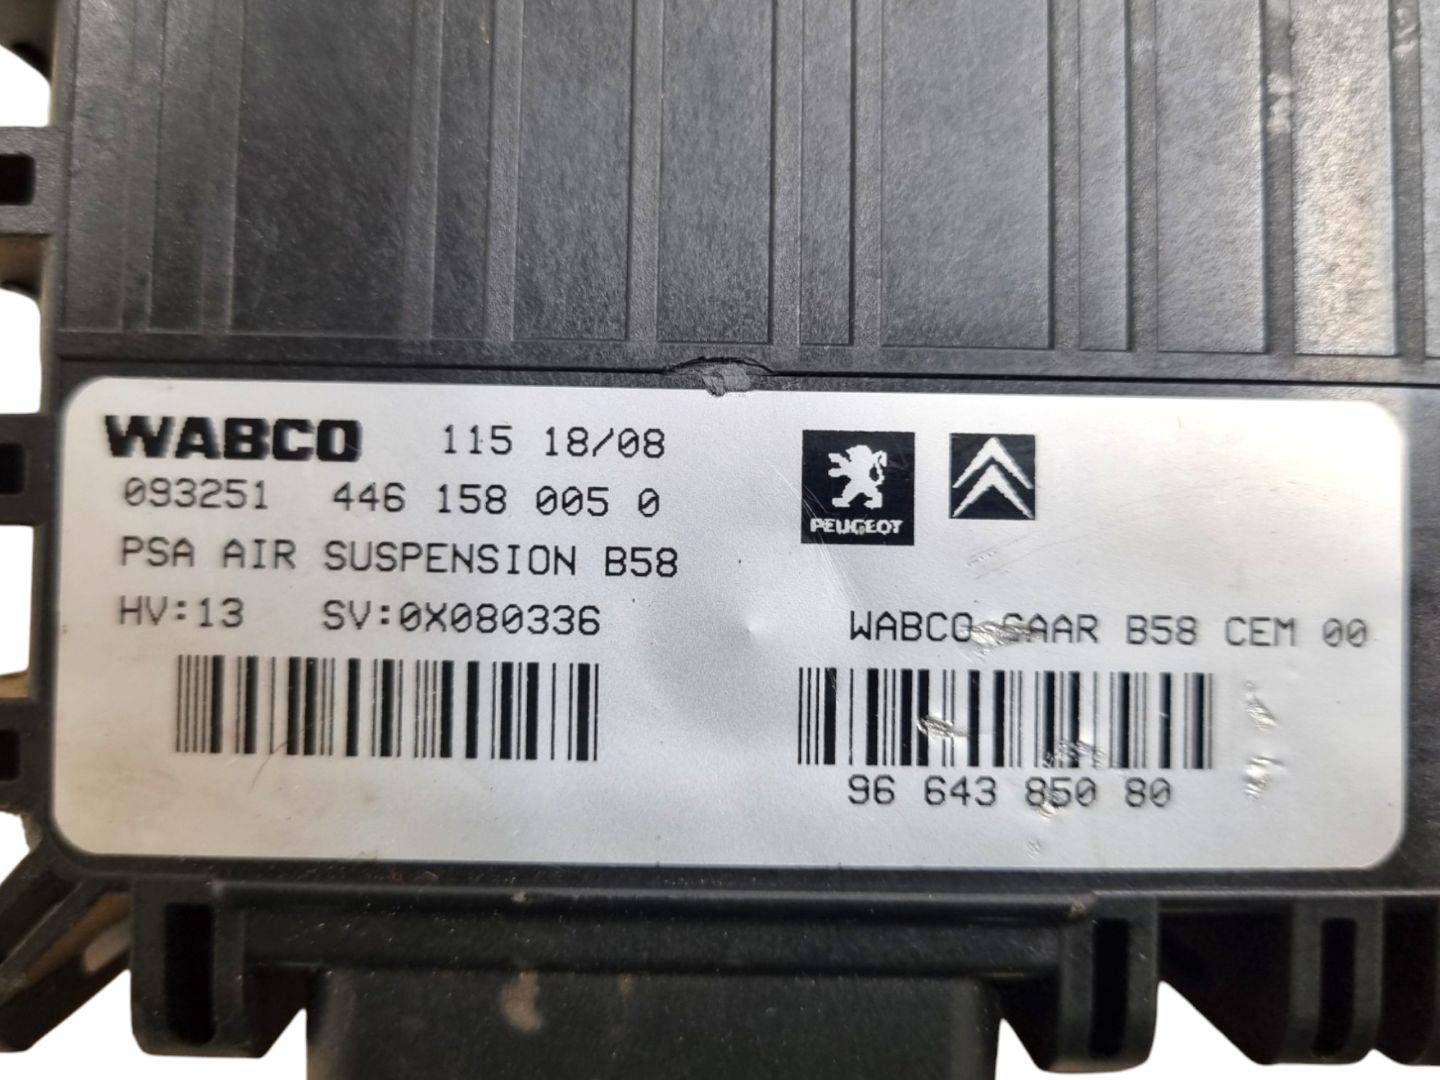 WABCO 115 18/08
093251 446 158 005 0
PSA AIR SUSPENSION B58
HV:13 SV:0X080336
PEUGEOT
WABCO SAAR B58 CEM 00
96 643 850 80